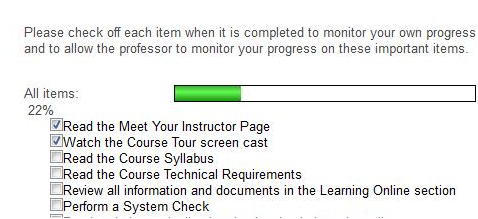 Please check off each item when it is completed to monitor your own progress
and to allow the professor to monitor your progress on these important items.
All items:
22%
Read the Meet Your Instructor Page
Watch the Course Tour screen cast
Read the Course Syllabus
Read the Course Technical Requirements
Review all information and documents in the Learning Online section
Perform a System Check